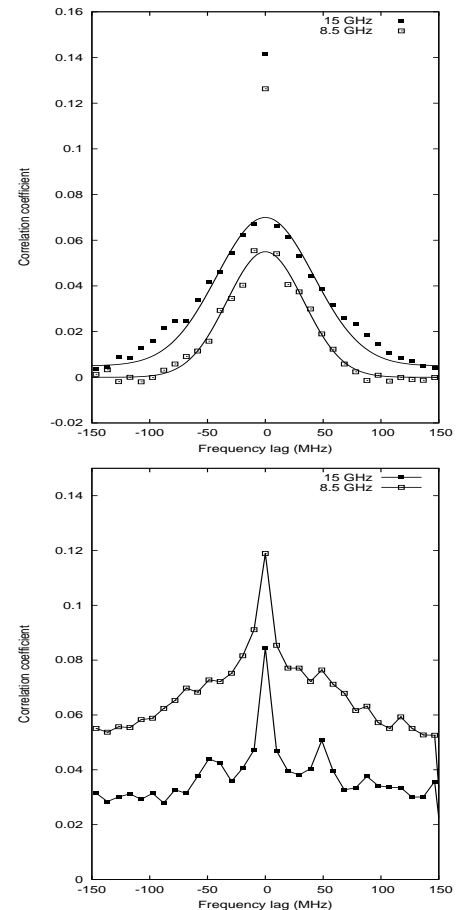 0.16
15 GHz
8.5 GHz
0.14
0.12
0.1
0.08
0.06
0.04
0.02
0
-0.02
Correlation coefficient
-150 -100 -50 0 50 100 150
Frequency lag (MHz)
0.14
15 GHz
8.5 GHz
0.12
0.1
0.08
0.06
0.04
0.02
0
Correlation coefficient
-150 -100 -50 0 50 100 150
Frequency lag (MHz)